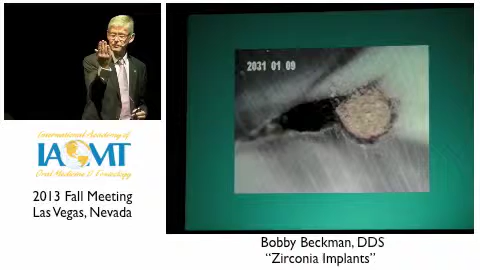 2031 01 09
International Academy of
IAOMT
Oral Medicine & Toxicology
2013 Fall Meeting
Las Vegas, Nevada
Bobby Beckman, DDS
“Zirconia Implants”